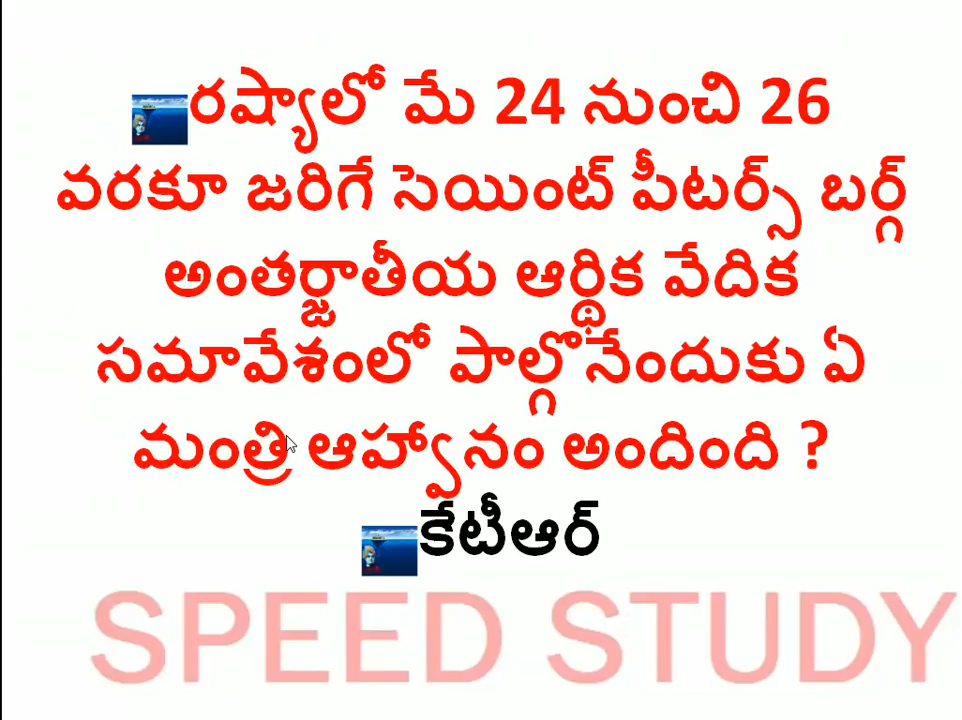 రష్యాలో మే 24 నుంచి 26
వరకూ జరిగే సెయింట్ పీటర్స్ బర్గ్
అంతర్జాతీయ ఆర్థిక వేదిక
సమావేశంలో పాల్గొనేందుకు ఏ
మంత్రి ఆహ్వానం అందింది ?
కేటీఆర్
SPEED STUDY